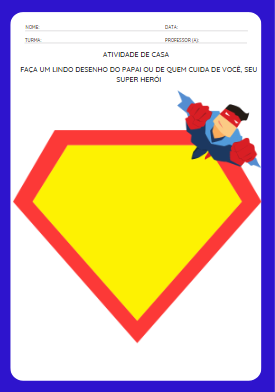 NOME: DATA:
TURMA: PROFESSOR (A):
ATIVIDADE DE CASA
FAÇA UM LINDO DESENHO DO PAPAI OU DE QUEM CUIDA DE VOCÊ, SEU
SUPER HERÓI